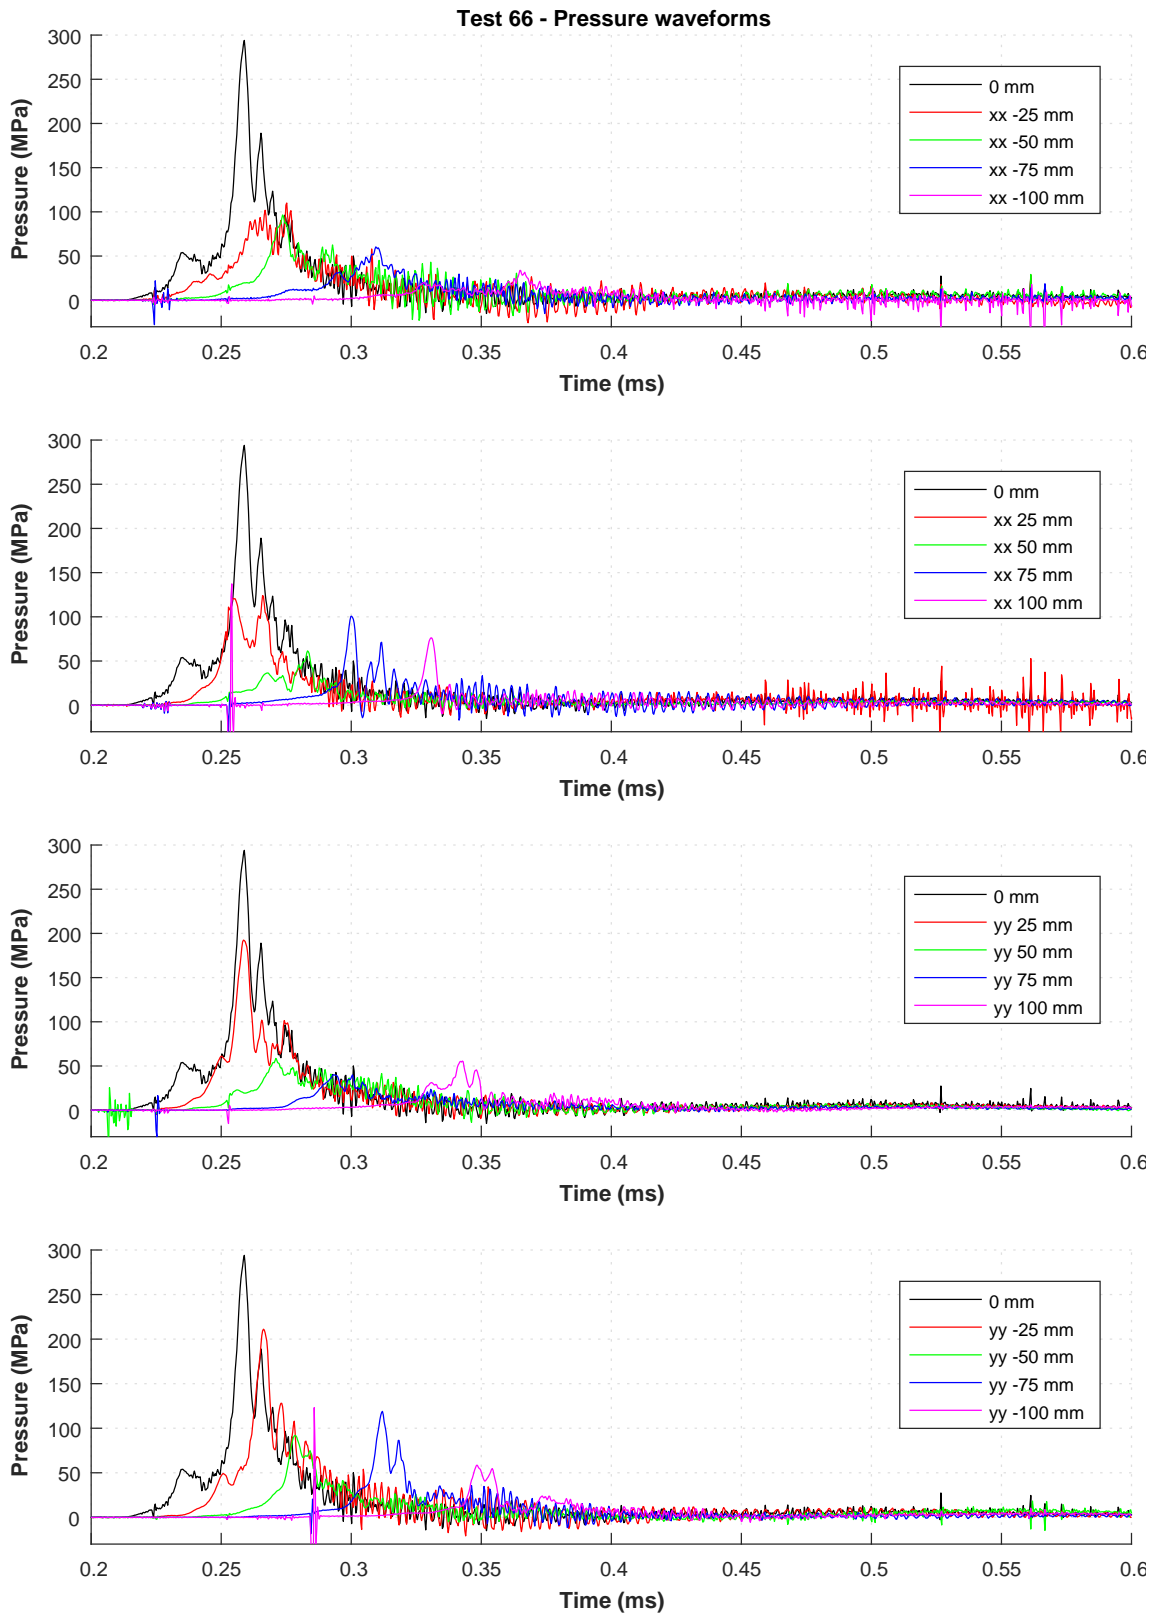 Test 66 - Pressure waveforms
Pressure (MPa)
300
250
200
150
100
50
0
0 mm
xx -25 mm
xx -50 mm
xx -75 mm
xx -100 mm
0.2 0.25 0.3 0.35 0.4 0.45 0.5 0.55 0.6
Time (ms)
Pressure (MPa)
300
250
200
150
100
50
0
0 mm
xx 25 mm
xx 50 mm
xx 75 mm
xx 100 mm
0.2 0.25 0.3 0.35 0.4 0.45 0.5 0.55 0.6
Time (ms)
Pressure (MPa)
300
250
200
150
100
50
0
0 mm
yy 25 mm
yy 50 mm
yy 75 mm
yy 100 mm
0.2 0.25 0.3 0.35 0.4 0.45 0.5 0.55 0.6
Time (ms)
Pressure (MPa)
300
250
200
150
100
50
0
0 mm
yy -25 mm
yy -50 mm
yy -75 mm
yy -100 mm
0.2 0.25 0.3 0.35 0.4 0.45 0.5 0.55 0.6
Time (ms)